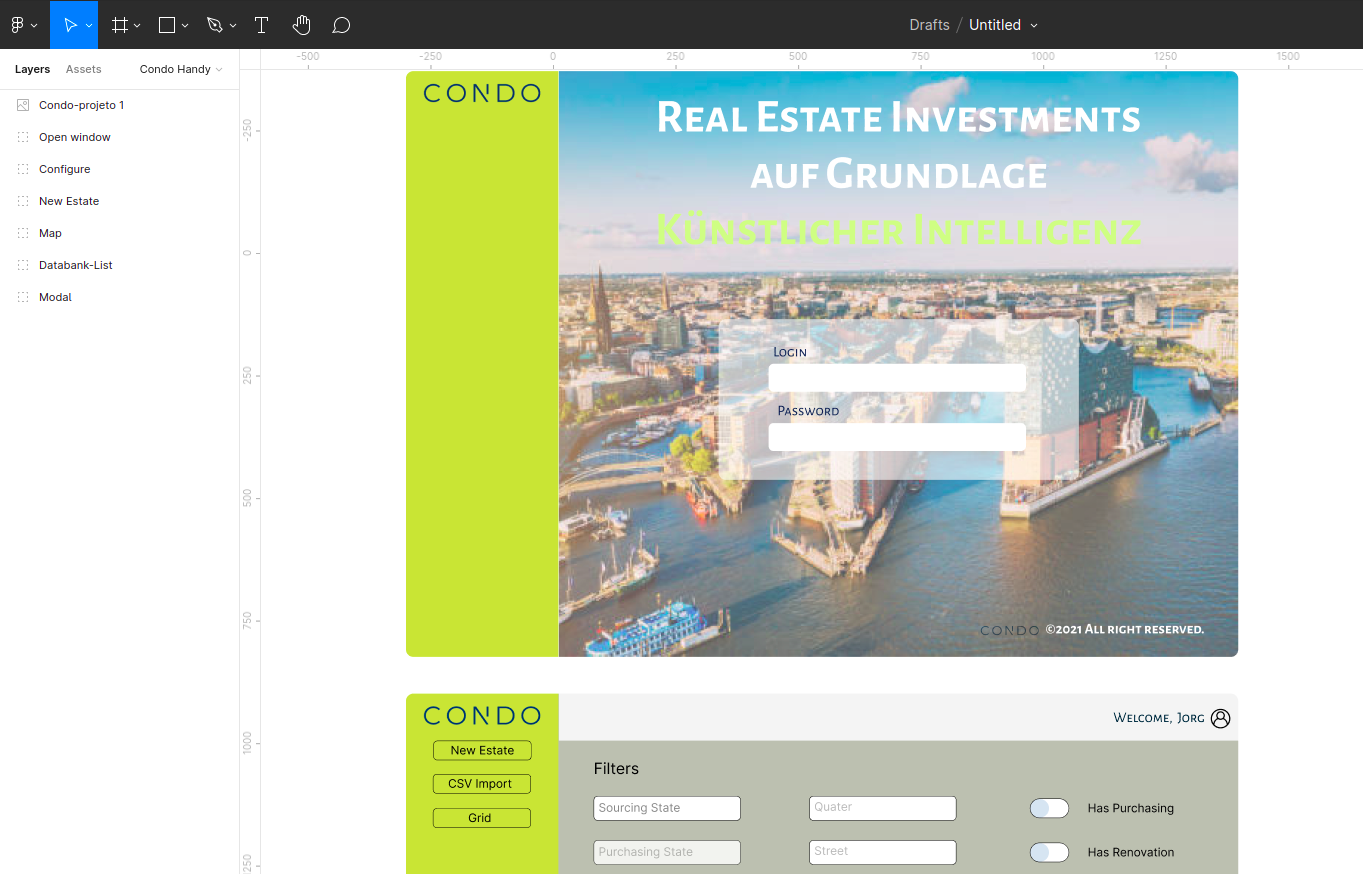 Drafts / Untitled
Layers Assets Condo Handy
-500 -250 0 250 500 750 1000 1250 1500
Condo-projeto 1
Open window
Configure
New Estate
Map
Databank-List
Modal
-250
0
250
500
750
1000
CONDO
Real Estate Investments
auf Grundlage
Künstlicher Intelligenz
Login
Password
CONDO ©2021 All right reserved.
CONDO
Welcome, Jorg
New Estate
CSV Import
Grid
Filters
Sourcing State
Quater
Has Purchasing
Purchasing State
Street
Has Renovation